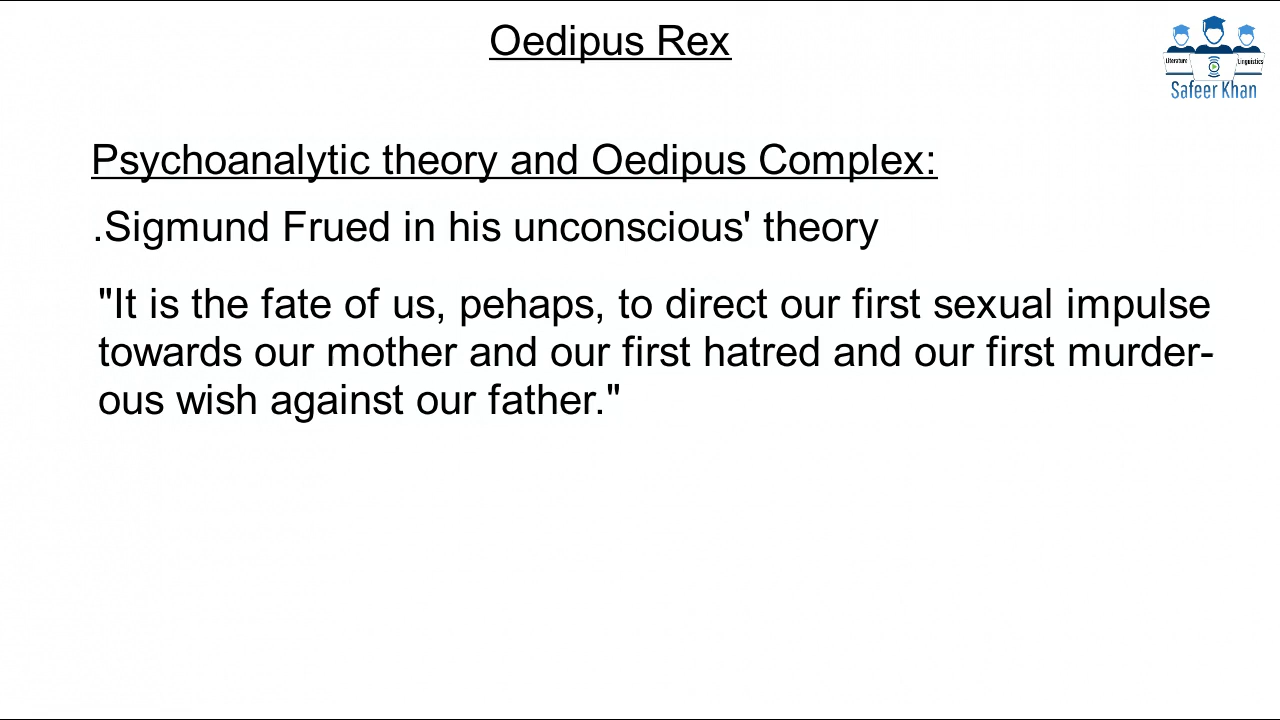 Oedipus Rex
Literature
Linguistics
Safeer Khan
Psychoanalytic theory and Oedipus Complex:
.Sigmund Frued in his unconscious' theory
"It is the fate of us, pehaps, to direct our first sexual impulse
towards our mother and our first hatred and our first murder-
ous wish against our father."